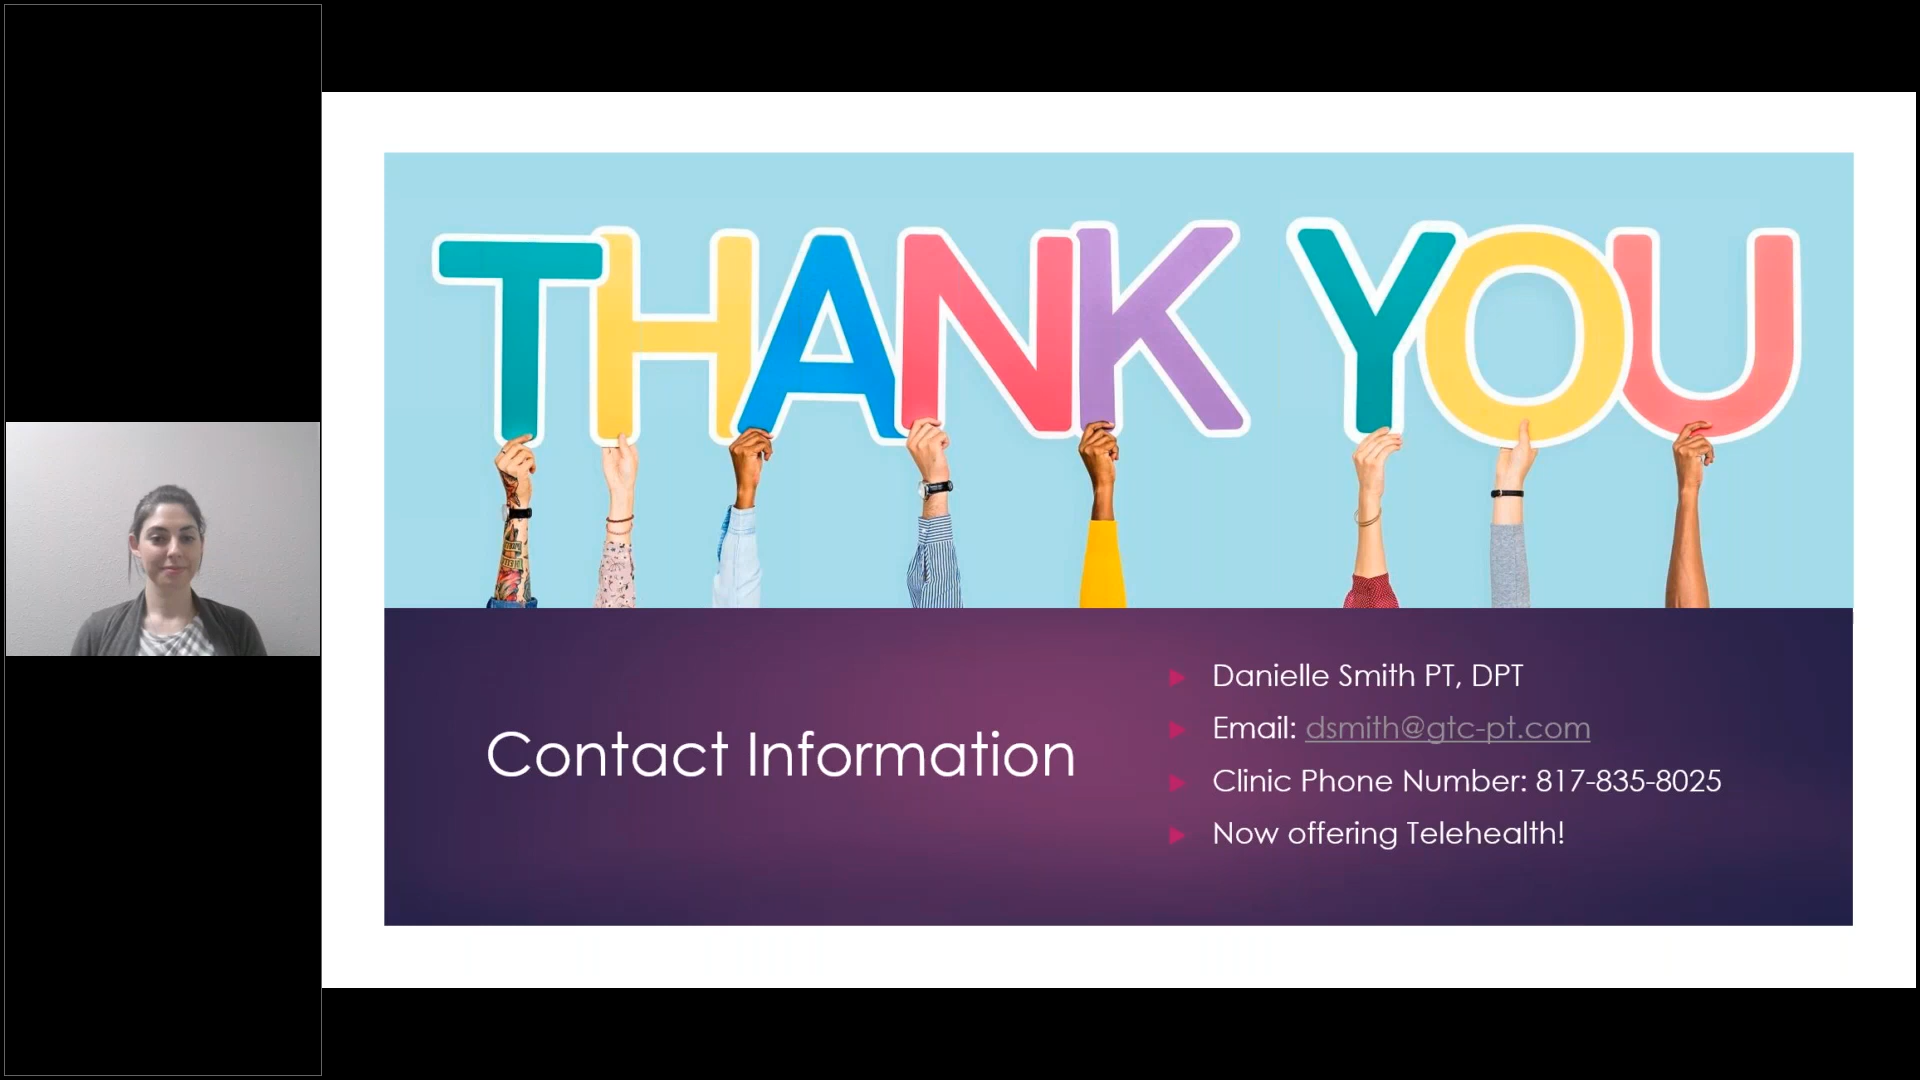 THANK YOU
Contact Information
Danielle Smith PT, DPT
Email: dsmith@gtc-pt.com
Clinic Phone Number: 817-835-8025
Now offering Telehealth!